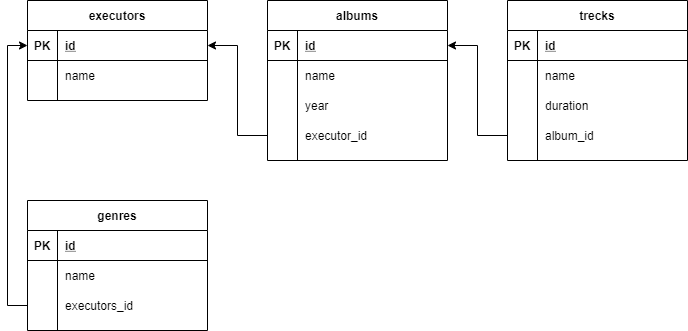 executors
PK id
name
albums
PK id
name
year
executor_id
trecks
PK id
name
duration
album_id
genres
PK id
name
executors_id